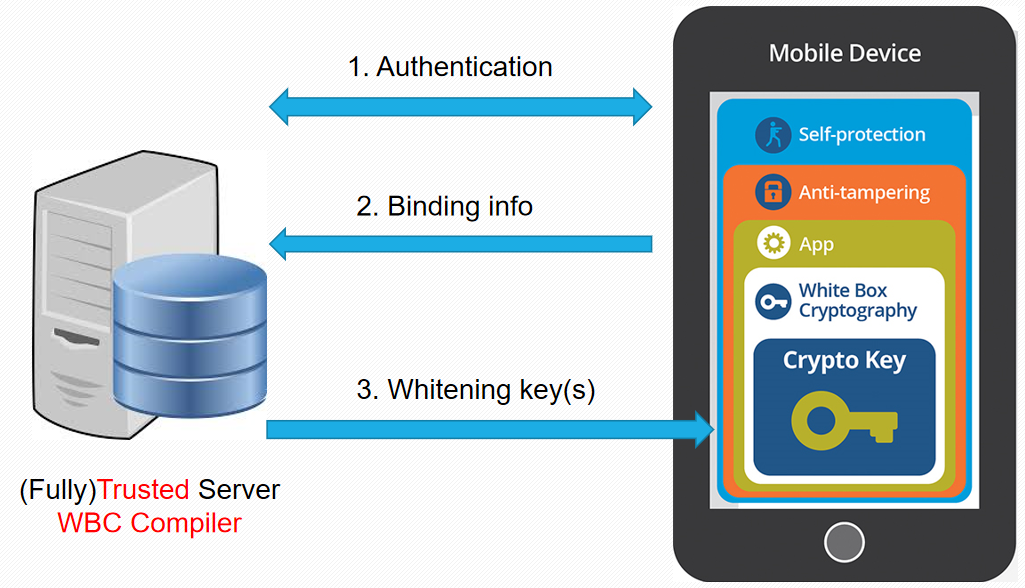 1. Authentication
2. Binding info
3. Whitening key(s)
(Fully)Trusted Server
WBC Compiler
Mobile Device
Self-protection
Anti-tampering
App
White Box
Cryptography
Crypto Key